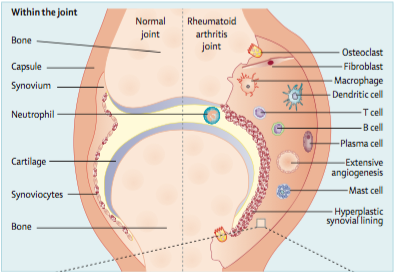 Within the joint
Normal
joint
Rheumatoid
arthritis
joint
Bone
Capsule
Synovium
Neutrophil
Cartilage
Synoviocytes
Bone
Osteoclast
Fibroblast
Macrophage
Dendritic cell
T cell
B cell
Plasma cell
Extensive
angiogenesis
Mast cell
Hyperplastic
synovial lining